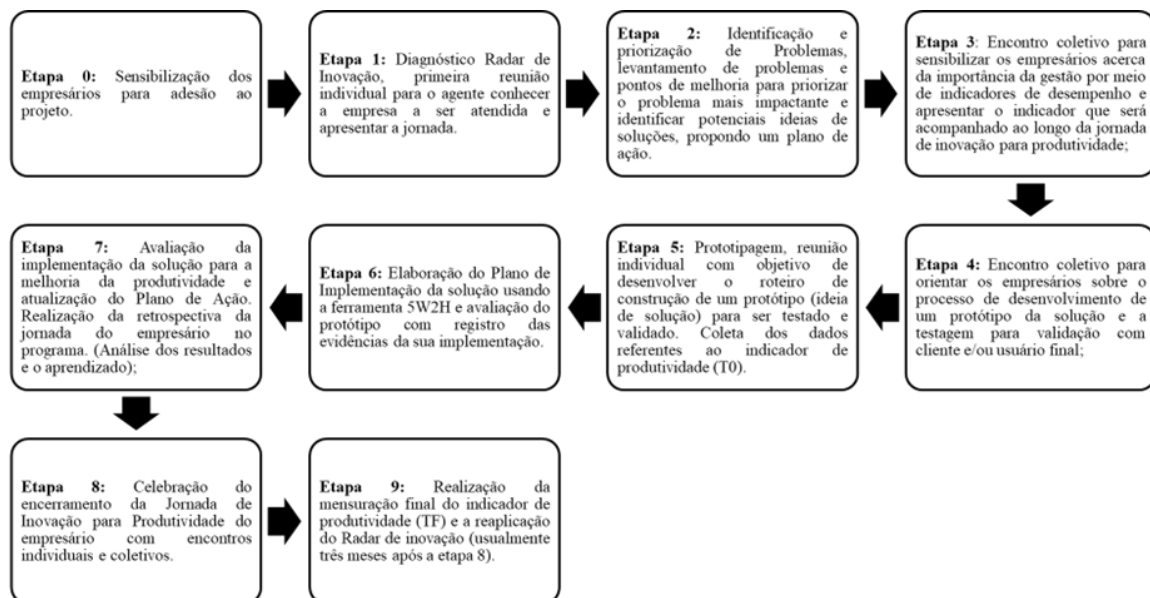 Etapa 0: Sensibilização dos
empresários para adesão ao
projeto.
Etapa 1: Diagnóstico Radar de
Inovação, primeira reunião
individual para o agente conhecer
a empresa a ser atendida e
apresentar a jornada.
Etapa 2: Identificação e
priorização de Problemas,
levantamento de problemas e
pontos de melhoria para priorizar
o problema mais impactante e
identificar potenciais ideias de
soluções, propondo um plano de
ação.
Etapa 3: Encontro coletivo para
sensibilizar os empresários acerca
da importância da gestão por meio
de indicadores de desempenho e
apresentar o indicador que será
acompanhado ao longo da jornada
de inovação para produtividade;
Etapa 4: Encontro coletivo para
orientar os empresários sobre o
processo de desenvolvimento de
um protótipo da solução e a
testagem para validação com
cliente e/ou usuário final;
Etapa 5: Prototipagem, reunião
individual com objetivo de
desenvolver o roteiro de
construção de um protótipo (ideia
de solução) para ser testado e
validado. Coleta dos dados
referentes ao indicador de
produtividade (T0).
Etapa 6: Elaboração do Plano de
Implementação da solução usando
a ferramenta 5W2H e avaliação do
protótipo com registro das
evidências da sua implementação.
Etapa 7: Avaliação da
implementação da solução para a
melhoria da produtividade e
atualização do Plano de Ação.
Realização da retrospectiva da
jornada do empresário no
programa. (Análise dos resultados
e o aprendizado);
Etapa 8: Celebração do
encerramento da Jornada de
Inovação para Produtividade do
empresário com encontros
individuais e coletivos.
Etapa 9: Realização da
mensuração final do indicador de
produtividade (TF) e a reaplicação
do Radar de inovação (usualmente
três meses após a etapa 8).